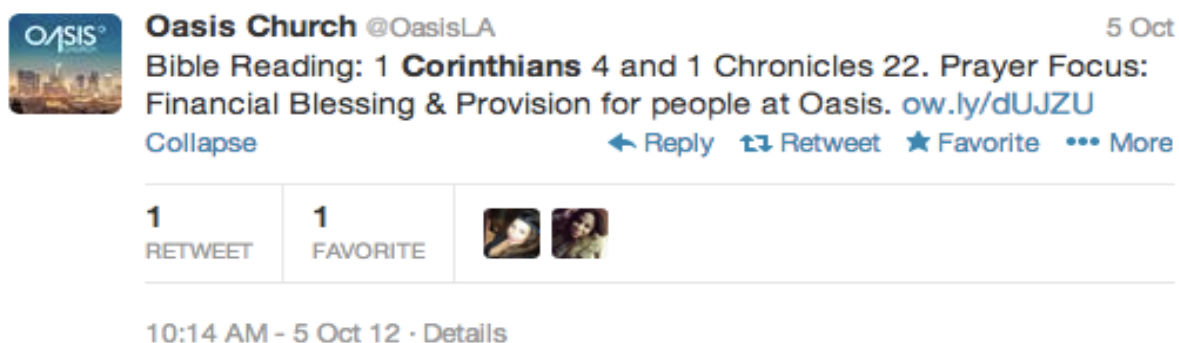 OASIS
CHURCH
Oasis Church @OasisLA 5 Oct
Bible Reading: 1 Corinthians 4 and 1 Chronicles 22. Prayer Focus:
Financial Blessing & Provision for people at Oasis. ow.ly/dUJZU
Collapse Reply Retweet Favorite More
1 1
RETWEET FAVORITE
10:14 AM - 5 Oct 12 · Details